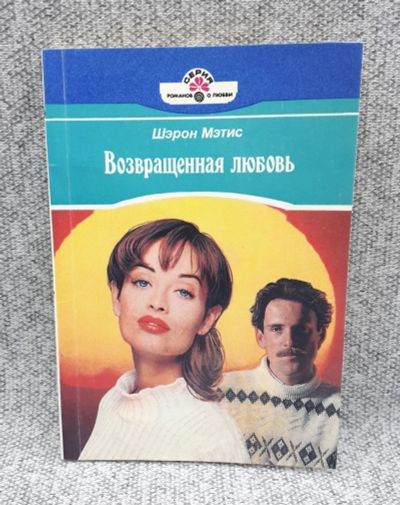 СЕРИЯ
РОМАНОВ О ЛЮБВИ
Шэрон Мэтис
Возвращенная любовь